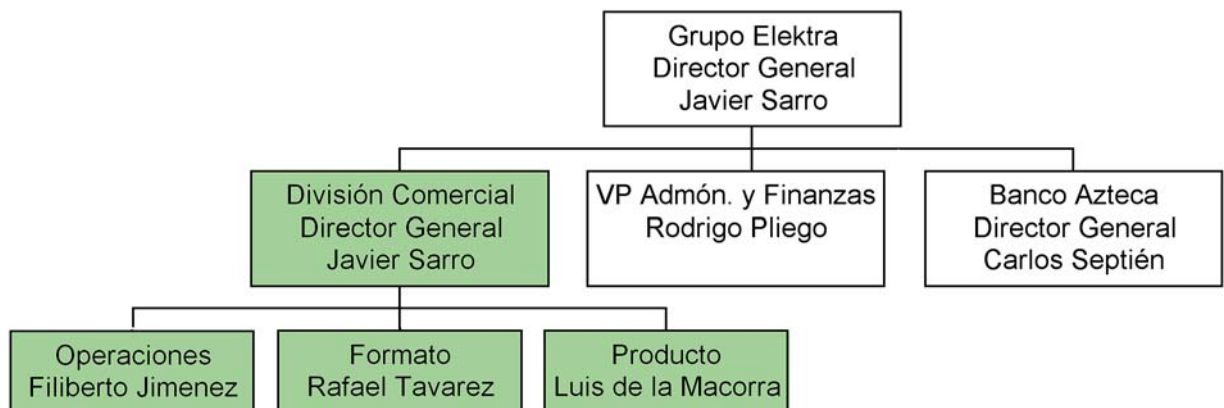 Grupo Elektra
Director General
Javier Sarro
División Comercial
Director General
Javier Sarro
VP Admón. y Finanzas
Rodrigo Pliego
Banco Azteca
Director General
Carlos Septién
Operaciones
Filiberto Jimenez
Formato
Rafael Tavarez
Producto
Luis de la Macorra